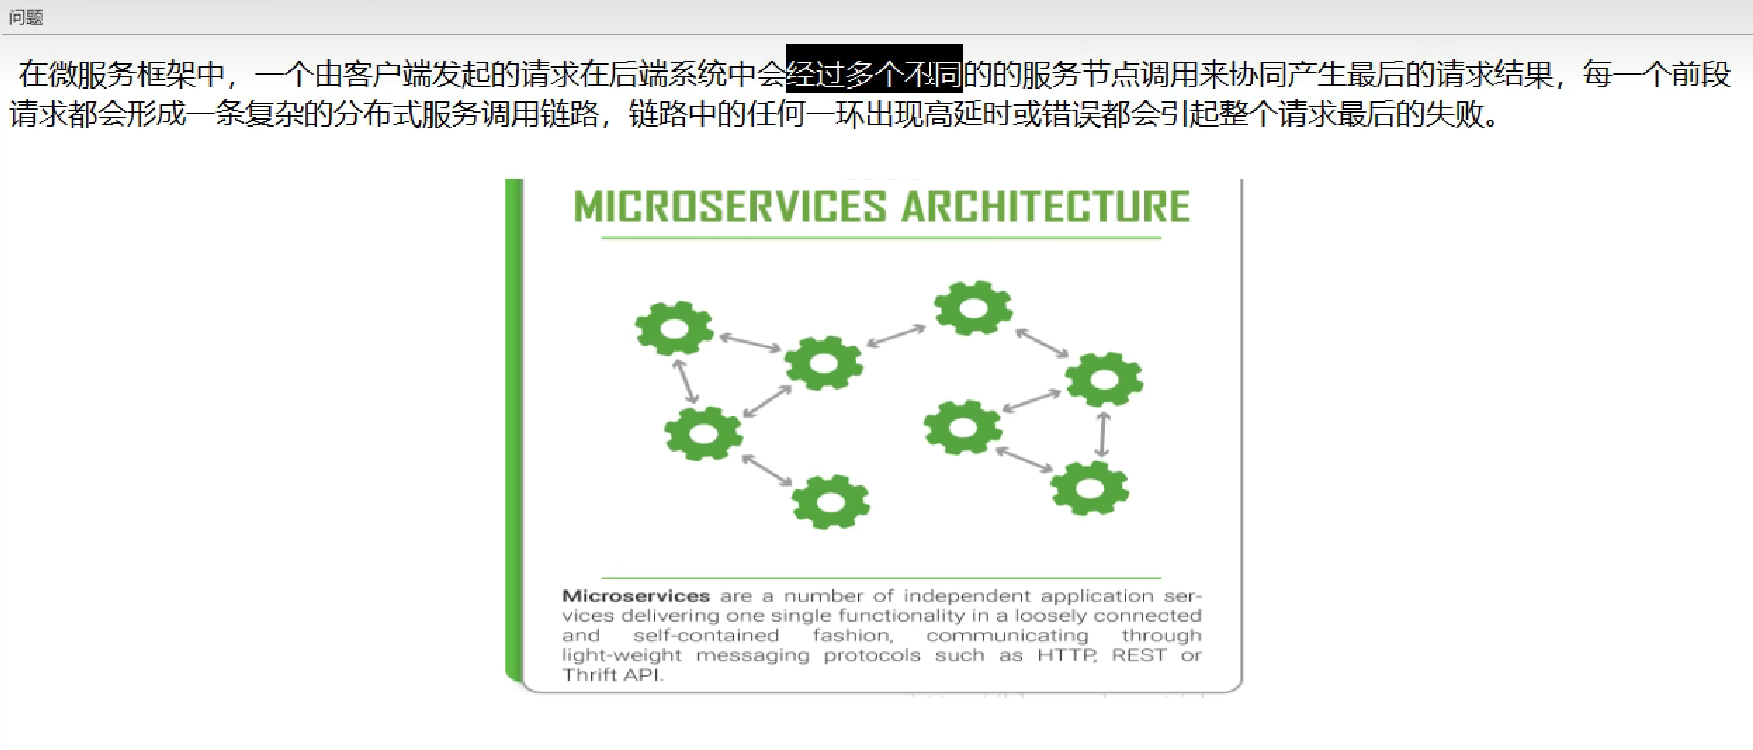 问题
在微服务框架中，一个由客户端发起的请求在后端系统中会经过多个不同的的服务节点调用来协同产生最后的请求结果，每一个前段
请求都会形成一条复杂的分布式服务调用链路，链路中的任何一环出现高延时或错误都会引起整个请求最后的失败。
MICROSERVICES ARCHITECTURE
Microservices are a number of independent application ser-
vices delivering one single functionality in a loosely connected
and self-contained fashion, communicating through
light-weight messaging protocols such as HTTP, REST or
Thrift API.